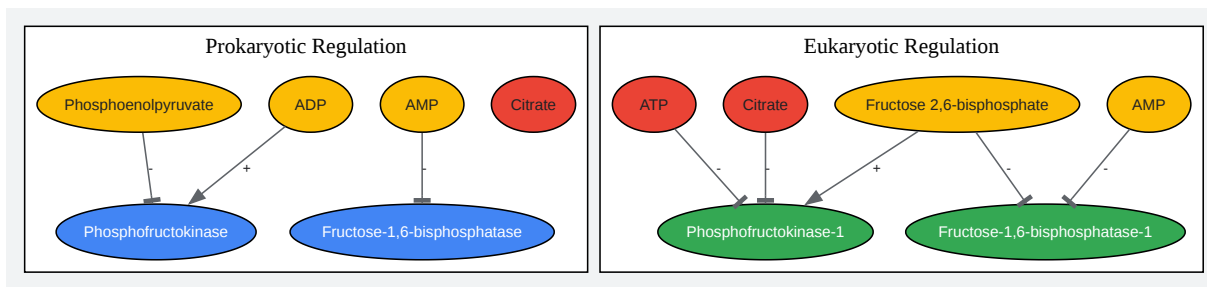 Prokaryotic Regulation
Phosphoenolpyruvate
ADP
AMP
Citrate
-
+
-
Phosphofructokinase
Fructose-1,6-bisphosphatase
Eukaryotic Regulation
ATP
Citrate
Fructose 2,6-bisphosphate
AMP
-
-
+
-
-
Phosphofructokinase-1
Fructose-1,6-bisphosphatase-1